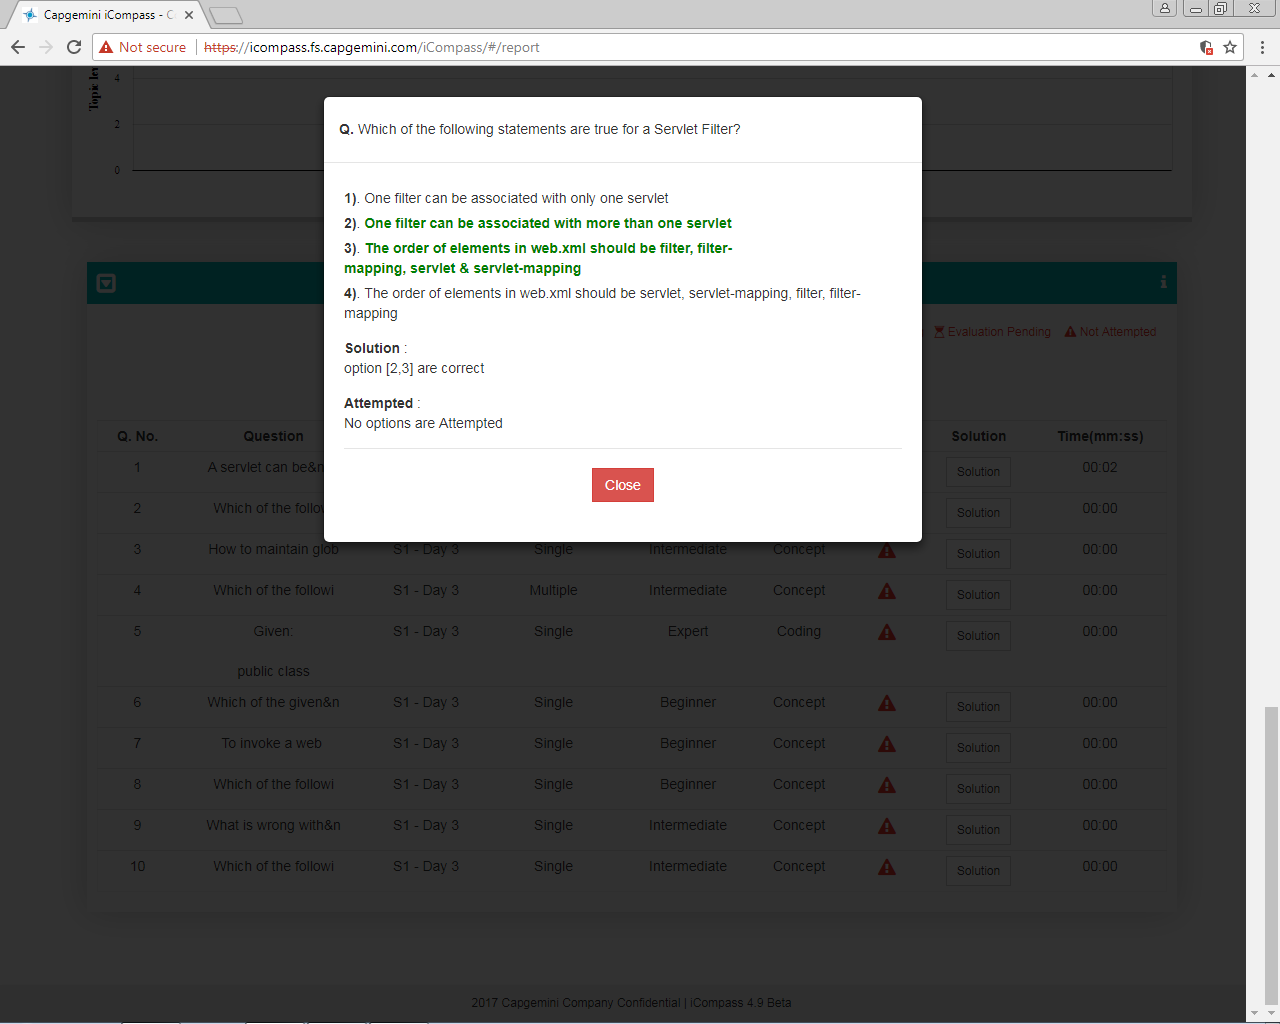 Capgemini iCompass - C
Not secure https://icompass.fs.capgemini.com/iCompass/#/report
Topic lev
4
2
0
Q. Which of the following statements are true for a Servlet Filter?
1). One filter can be associated with only one servlet
2). One filter can be associated with more than one servlet
3). The order of elements in web.xml should be filter, filter-
mapping, servlet & servlet-mapping
4). The order of elements in web.xml should be servlet, servlet-mapping, filter, filter-
mapping
Solution :
option [2,3] are correct
Attempted :
No options are Attempted
Close
Evaluation Pending Not Attempted
Q. No. Question Solution Time(mm:ss)
1 A servlet can be&n Solution 00:02
2 Which of the follow Solution 00:00
3 How to maintain glob S1 - Day 3 Single Intermediate Concept Solution 00:00
4 Which of the followi S1 - Day 3 Multiple Intermediate Concept Solution 00:00
5 Given: S1 - Day 3 Single Expert Coding Solution 00:00
public class
6 Which of the given&n S1 - Day 3 Single Beginner Concept Solution 00:00
7 To invoke a web S1 - Day 3 Single Beginner Concept Solution 00:00
8 Which of the followi S1 - Day 3 Single Beginner Concept Solution 00:00
9 What is wrong with&n S1 - Day 3 Single Intermediate Concept Solution 00:00
10 Which of the followi S1 - Day 3 Single Intermediate Concept Solution 00:00
2017 Capgemini Company Confidential | iCompass 4.9 Beta